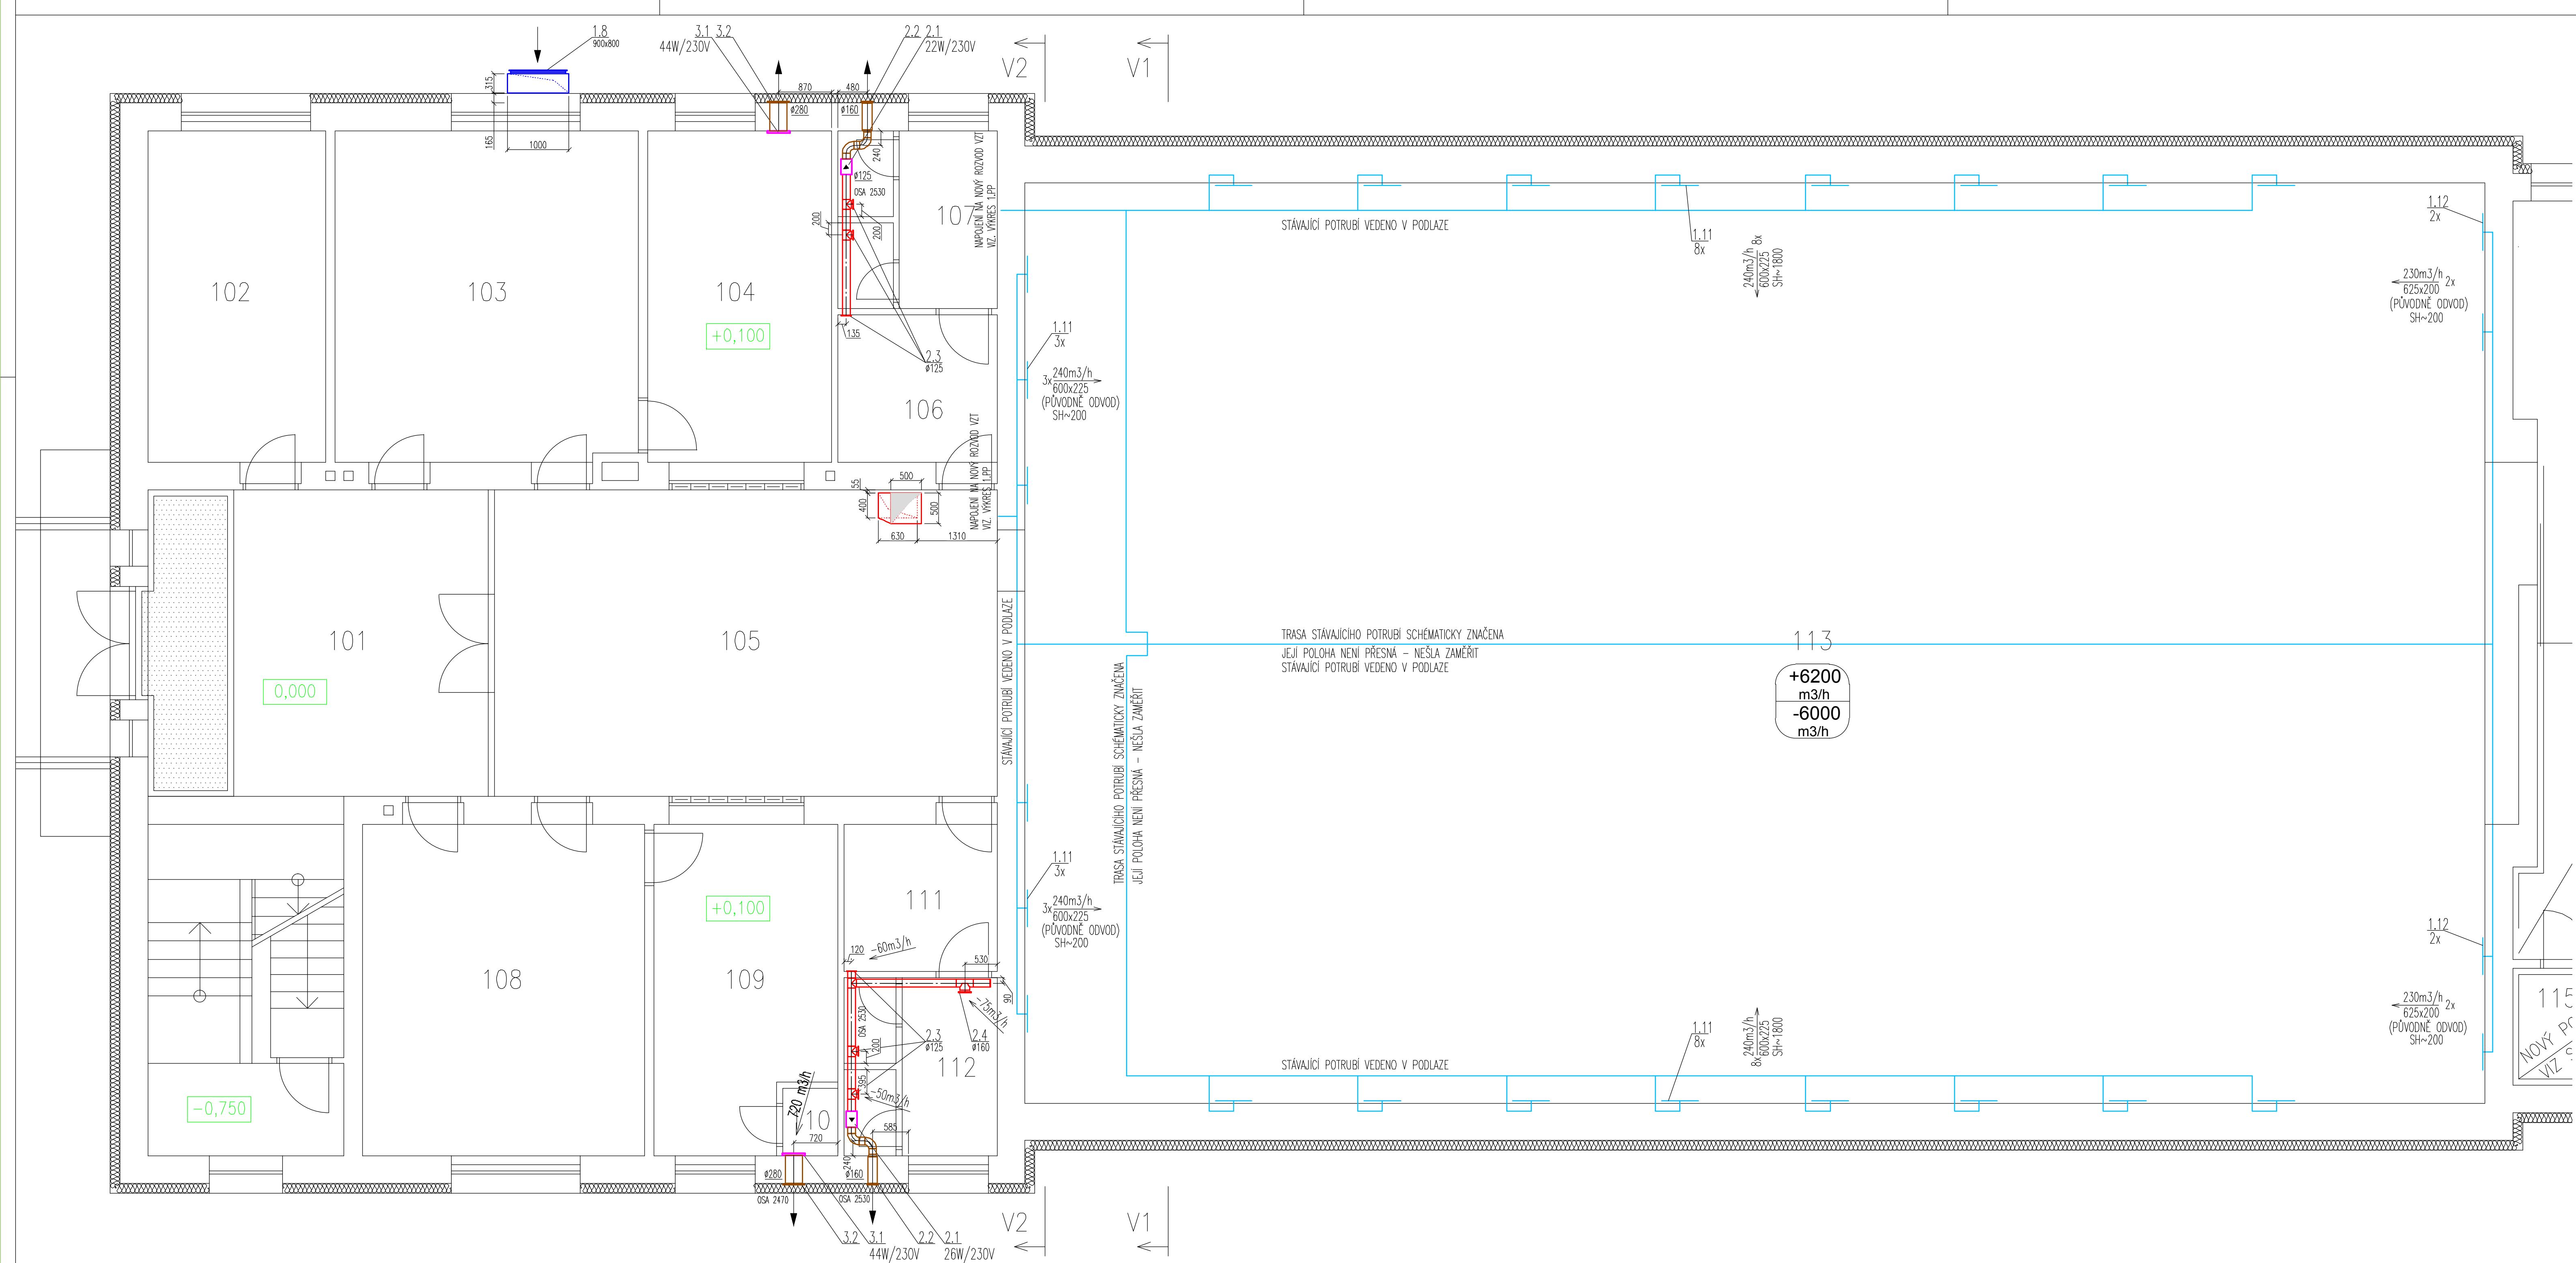 1.8
900x800
315
165
1000
3.1 3.2
44W/230V
2.2 2.1
22W/230V
870
480
ø280
ø160
V2
V1
240
ø125
OSA 2530
200
200
135
2.3
ø125
NAPOJENÍ NA NOVÝ ROZVOD VZT
VIZ. VÝKRES 1.PP
102
103
104
+0,100
107
106
STÁVAJÍCÍ POTRUBÍ VEDENO V PODLAZE
1.11
8x
240m3/h 8x
600x225
SH~1800
1.12
2x
230m3/h 2x
625x200
(PŮVODNĚ ODVOD)
SH~200
1.11
3x
3x 240m3/h
600x225
(PŮVODNĚ ODVOD)
SH~200
NAPOJENÍ NA NOVÝ ROZVOD VZT
VIZ. VÝKRES 1.PP
55
400
500
500
630
1310
101
0,000
105
STÁVAJÍCÍ POTRUBÍ VEDENO V PODLAZE
TRASA STÁVAJÍCÍHO POTRUBÍ SCHÉMATICKY ZNAČENA
JEJÍ POLOHA NENÍ PŘESNÁ - NEŠLA ZAMĚŘIT
STÁVAJÍCÍ POTRUBÍ VEDENO V PODLAZE
TRASA STÁVAJÍCÍHO POTRUBÍ SCHÉMATICKY ZNAČENA
JEJÍ POLOHA NENÍ PŘESNÁ - NEŠLA ZAMĚŘIT
113
+6200
m3/h
-6000
m3/h
1.11
3x
3x 240m3/h
600x225
(PŮVODNĚ ODVOD)
SH~200
+0,100
111
108
109
120
-60m3/h
530
90
-75m3/h
OSA 2530
200
2.3
ø125
2.4
ø160
112
395
-50m3/h
720 m3/h
10
720
585
240
-0,750
ø280
ø160
OSA 2470
OSA 2530
3.2
3.1
44W/230V
2.2
2.1
26W/230V
V2
V1
STÁVAJÍCÍ POTRUBÍ VEDENO V PODLAZE
1.11
8x
8x 240m3/h
600x225
SH~1800
1.12
2x
230m3/h 2x
625x200
(PŮVODNĚ ODVOD)
SH~200
115
NOVÝ
VIZ